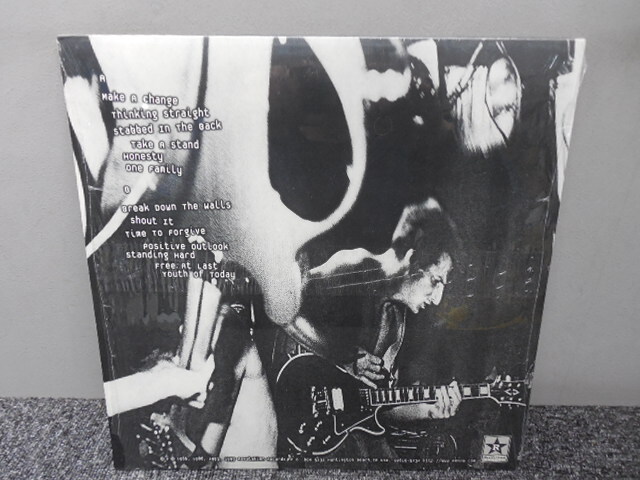 A
Make A Change
Thinking Straight
Stabbed In The Back
Take A Stand
Honesty
One Family
B
Break Down The Walls
Shout It
Time To Forgive
Positive Outlook
Standing Hard
Free At Last
Youth Of Today